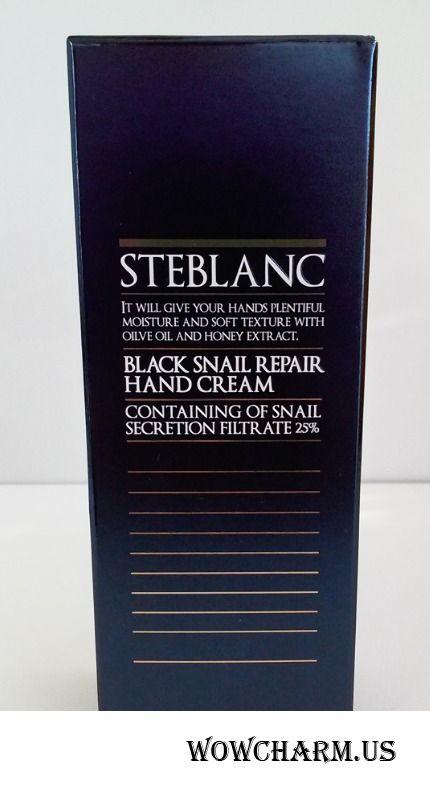 STEBLANC
IT WILL GIVE YOUR HANDS PLENTIFUL
MOISTURE AND SOFT TEXTURE WITH
OILVE OIL AND HONEY EXTRACT.
BLACK SNAIL REPAIR
HAND CREAM
CONTAINING OF SNAIL
SECRETION FILTRATE 25%
WOWCHARM.US